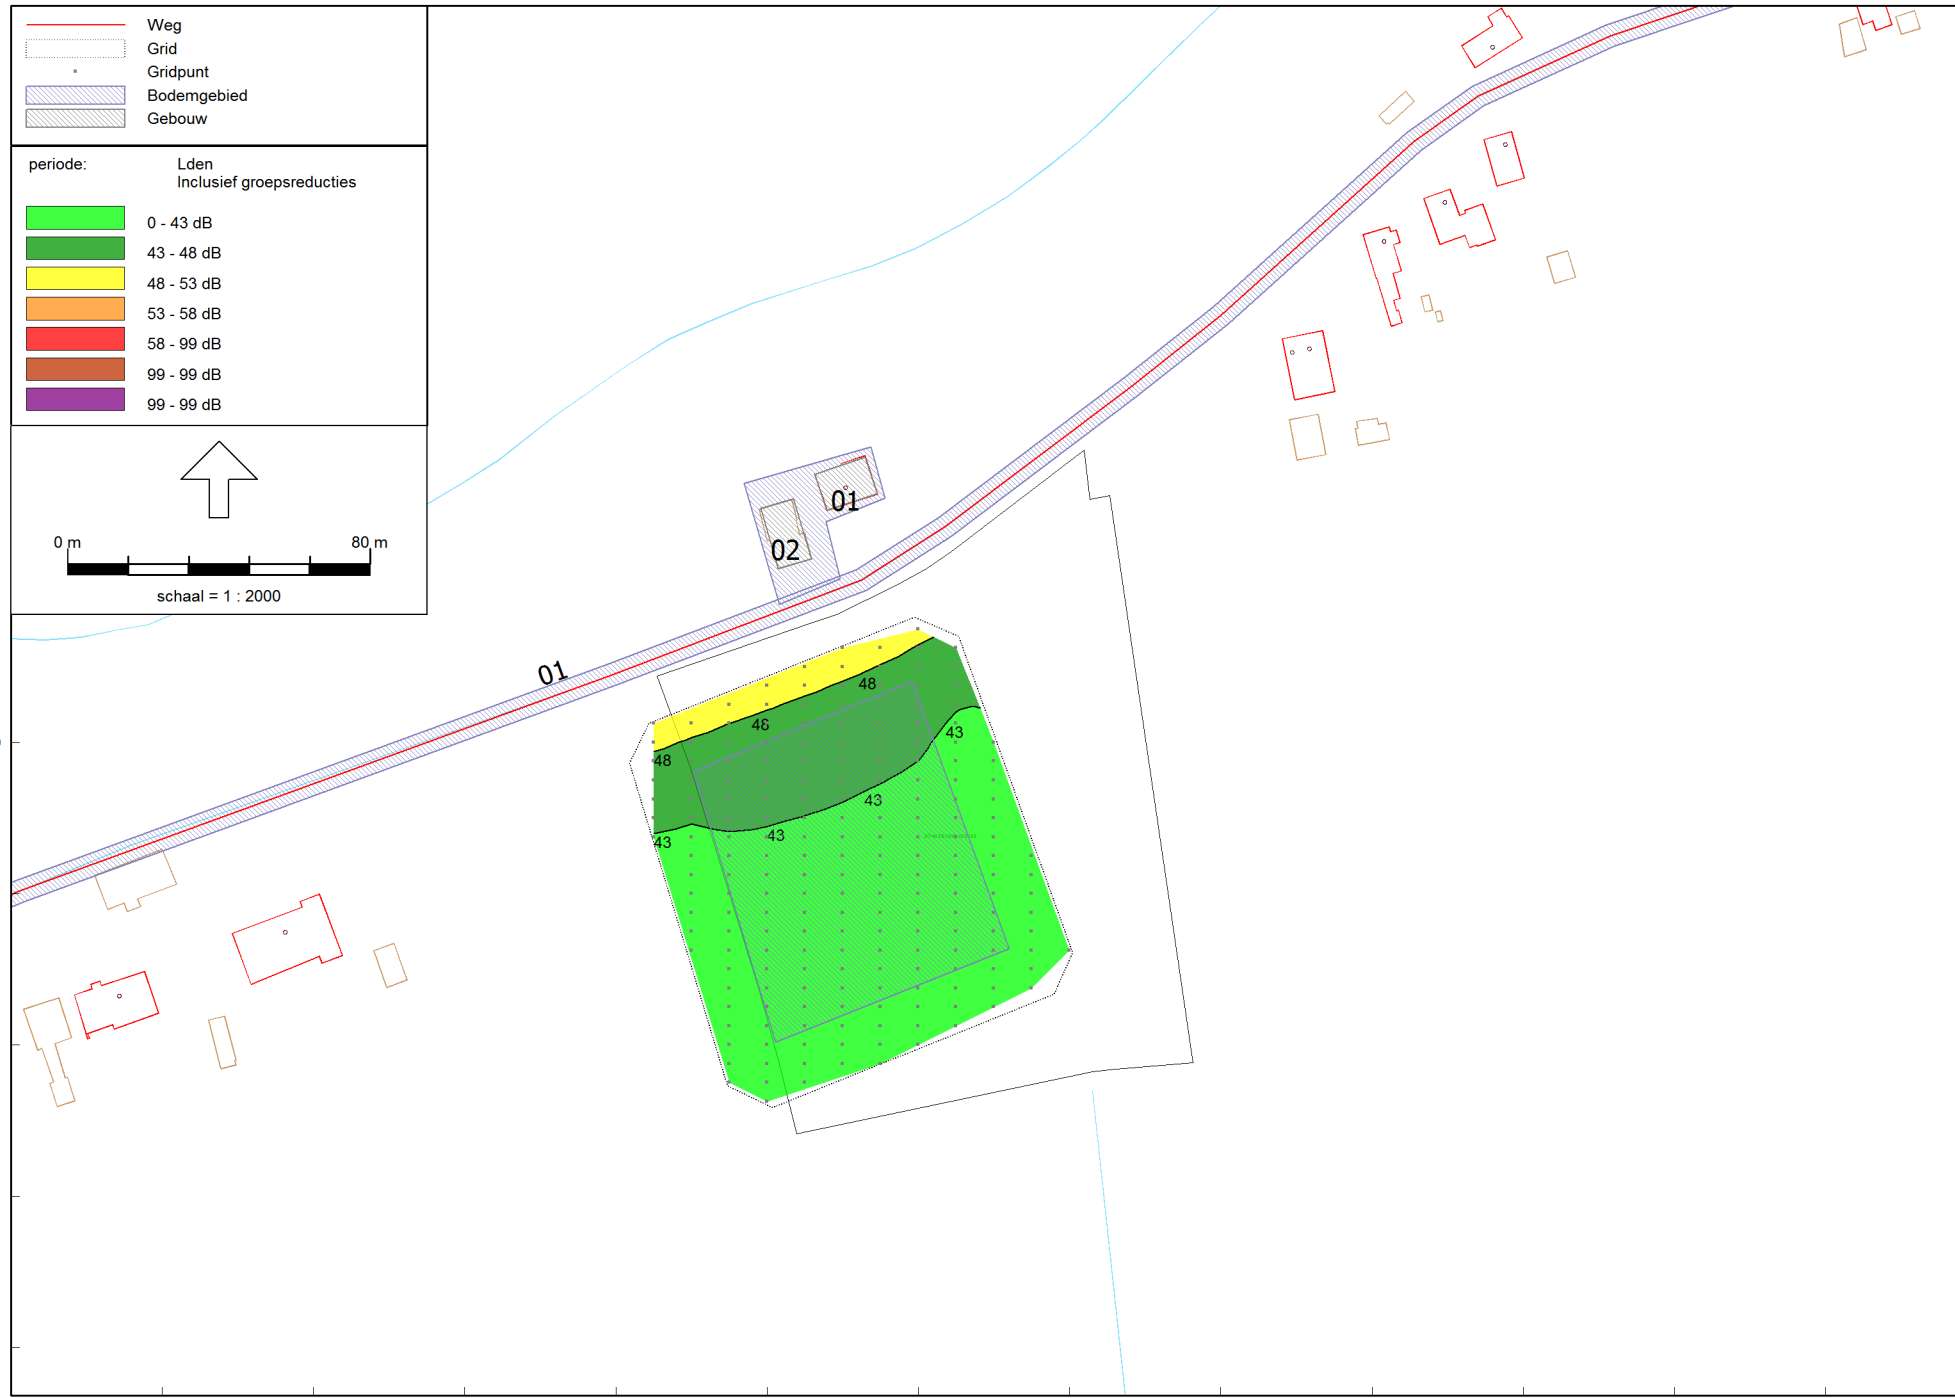 Weg
Grid
Gridpunt
Bodemgebied
Gebouw
periode: Lden
Inclusief groepsreducties
0 - 43 dB
43 - 48 dB
48 - 53 dB
53 - 58 dB
58 - 99 dB
99 - 99 dB
99 - 99 dB
0 m 80 m
schaal = 1 : 2000
01
02
01
48
48
48
43
43
43
43